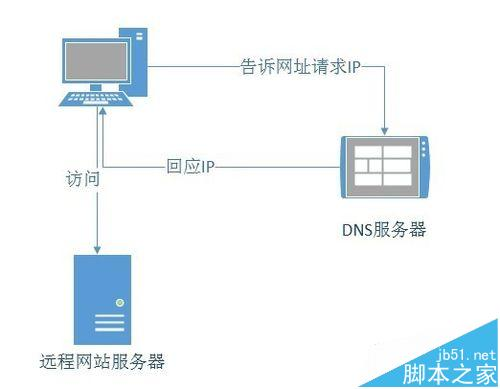 告诉网址请求IP
访问
回应IP
DNS服务器
远程网站服务器
jb51.net
脚本之家